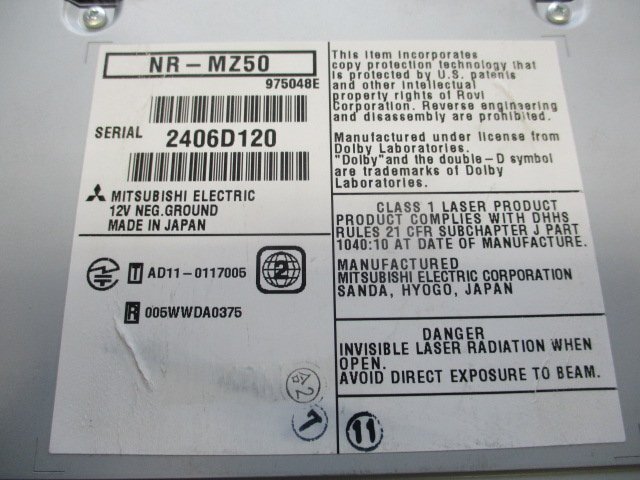 NR-MZ50
975048E
SERIAL 2406D120
MITSUBISHI ELECTRIC
12V NEG.GROUND
MADE IN JAPAN
T AD11-0117005
R 005WWDA0375
2
A2
7
This item incorporates
copy protection technology that
is protected by U.S. patents
and other intellectual
property rights of Rovi
Corporation. Reverse engineering
and disassembly are prohibited.
Manufactured under license from
Dolby Laboratories.
"Dolby"and the double-D symbol
are trademarks of Dolby
Laboratories.
CLASS 1 LASER PRODUCT
PRODUCT COMPLIES WITH DHHS
RULES 21 CFR SUBCHAPTER J PART
1040:10 AT DATE OF MANUFACTURE.
MANUFACTURED
MITSUBISHI ELECTRIC CORPORATION
SANDA, HYOGO, JAPAN
DANGER
INVISIBLE LASER RADIATION WHEN
OPEN.
AVOID DIRECT EXPOSURE TO BEAM.
11